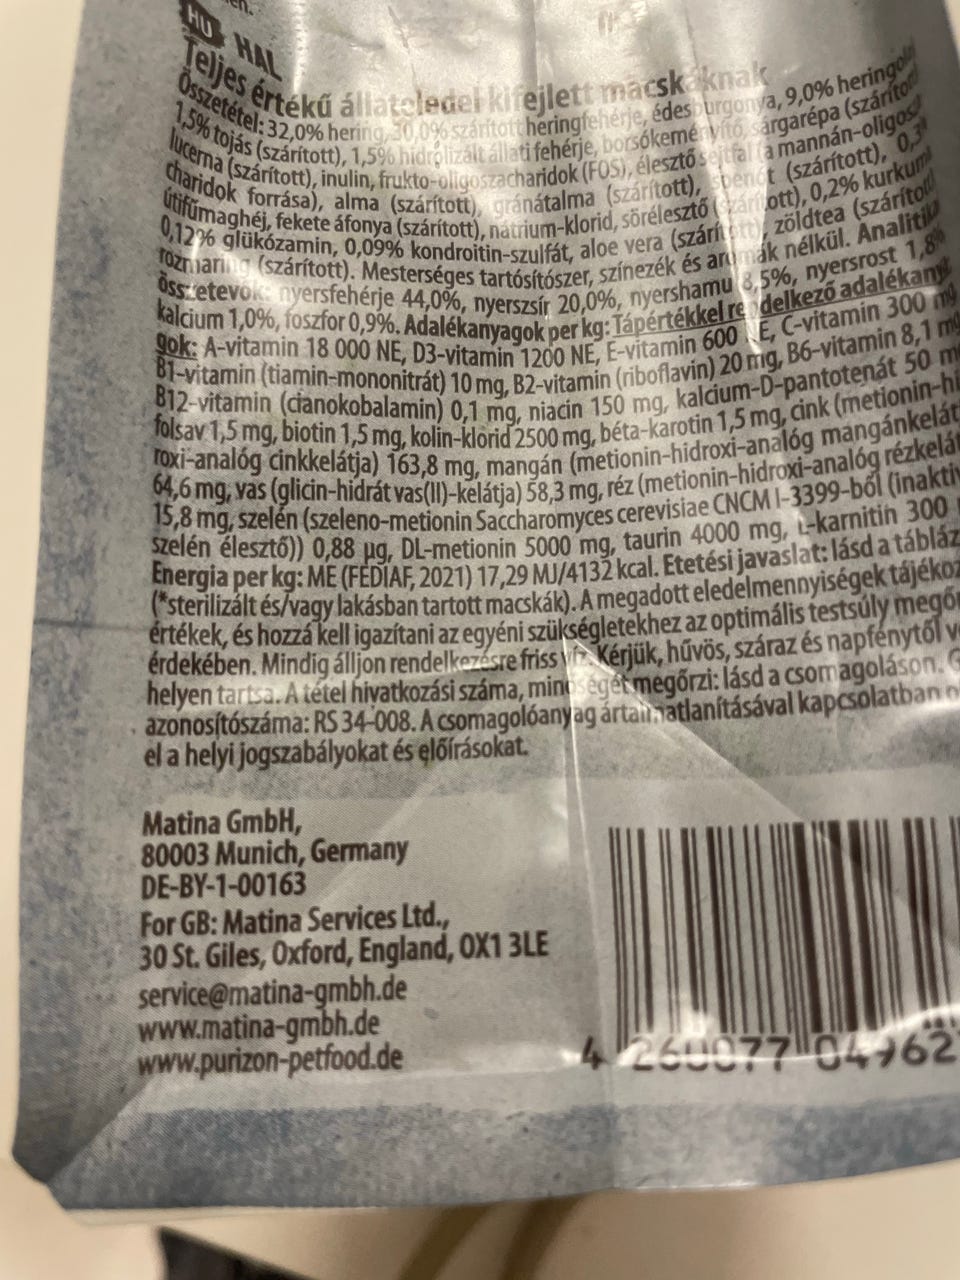 en.
HU HAL
Teljes értékű állateledel kifejlett macskáknak
Összetétel: 32,0% hering, 30,0% szárított heringfehérje, édesburgonya, 9,0% heringolaj
1,5% tojás (szárított), 1,5% hidrolizált állati fehérje, borsókeményítő, sárgarépa (szárított
lucerna (szárított), inulin, frukto-oligoszacharidok (FOS), élesztő sejtfal (a mannán-oligosz
charidok forrása), alma (szárított), gránátalma (szárított), spenót (szárított), 0,3%
útifűmaghéj, fekete áfonya (szárított), nátrium-klorid, sörélesztő (szárított), 0,2% kurkuma
0,12% glükózamin, 0,09% kondroitin-szulfát, aloe vera (szárított), zöldtea (szárított
rozmaring (szárított). Mesterséges tartósítószer, színezék és aromák nélkül. Analitika
összetevők: nyersfehérje 44,0%, nyerszsír 20,0%, nyershamu 8,5%, nyersrost 1,8%
kalcium 1,0%, foszfor 0,9%. Adalékanyagok per kg: Tápértékkel rendelkező adalékany
gok: A-vitamin 18 000 NE, D3-vitamin 1200 NE, E-vitamin 600 NE, C-vitamin 300 mg
B1-vitamin (tiamin-mononitrát) 10 mg, B2-vitamin (riboflavin) 20 mg, B6-vitamin 8,1 mg
B12-vitamin (cianokobalamin) 0,1 mg, niacin 150 mg, kalcium-D-pantotenát 50 m
folsav 1,5 mg, biotin 1,5 mg, kolin-klorid 2500 mg, béta-karotin 1,5 mg, cink (metionin-hi
roxi-analóg cinkkelátja) 163,8 mg, mangán (metionin-hidroxi-analóg mangánkelát
64,6 mg, vas (glicin-hidrát vas(II)-kelátja) 58,3 mg, réz (metionin-hidroxi-analóg rézkelát
15,8 mg, szelén (szeleno-metionin Saccharomyces cerevisiae CNCM I-3399-ből (inaktiv
szelén élesztő)) 0,88 µg, DL-metionin 5000 mg, taurin 4000 mg, L-karnitin 300
Energia per kg: ME (FEDIAF, 2021) 17,29 MJ/4132 kcal. Etetési javaslat: lásd a tábláz
(*sterilizált és/vagy lakásban tartott macskák). A megadott eledelmennyiségek tájékoz
értékek, és hozzá kell igazítani az egyéni szükségletekhez az optimális testsúly megőr
érdekében. Mindig álljon rendelkezésre friss víz. Kérjük, hűvös, száraz és napfénytől v
helyen tartsa. A tétel hivatkozási száma, minőségét megőrzi: lásd a csomagoláson. G
azonosítószáma: RS 34-008. A csomagolóanyag ártalmatlanításával kapcsolatban
el a helyi jogszabályokat és előírásokat.
Matina GmbH,
80003 Munich, Germany
DE-BY-1-00163
For GB: Matina Services Ltd.,
30 St. Giles, Oxford, England, OX1 3LE
service@matina-gmbh.de
www.matina-gmbh.de
www.purizon-petfood.de
4 260077 04962